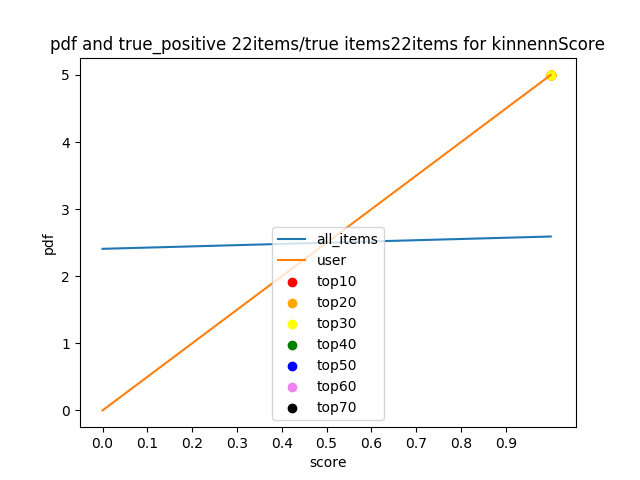 pdf and true_positive 22items/true items22items for kinnennScore
5
4
3
2
1
0
pdf
all_items
user
top10
top20
top30
top40
top50
top60
top70
0.0 0.1 0.2 0.3 0.4 0.5 0.6 0.7 0.8 0.9
score